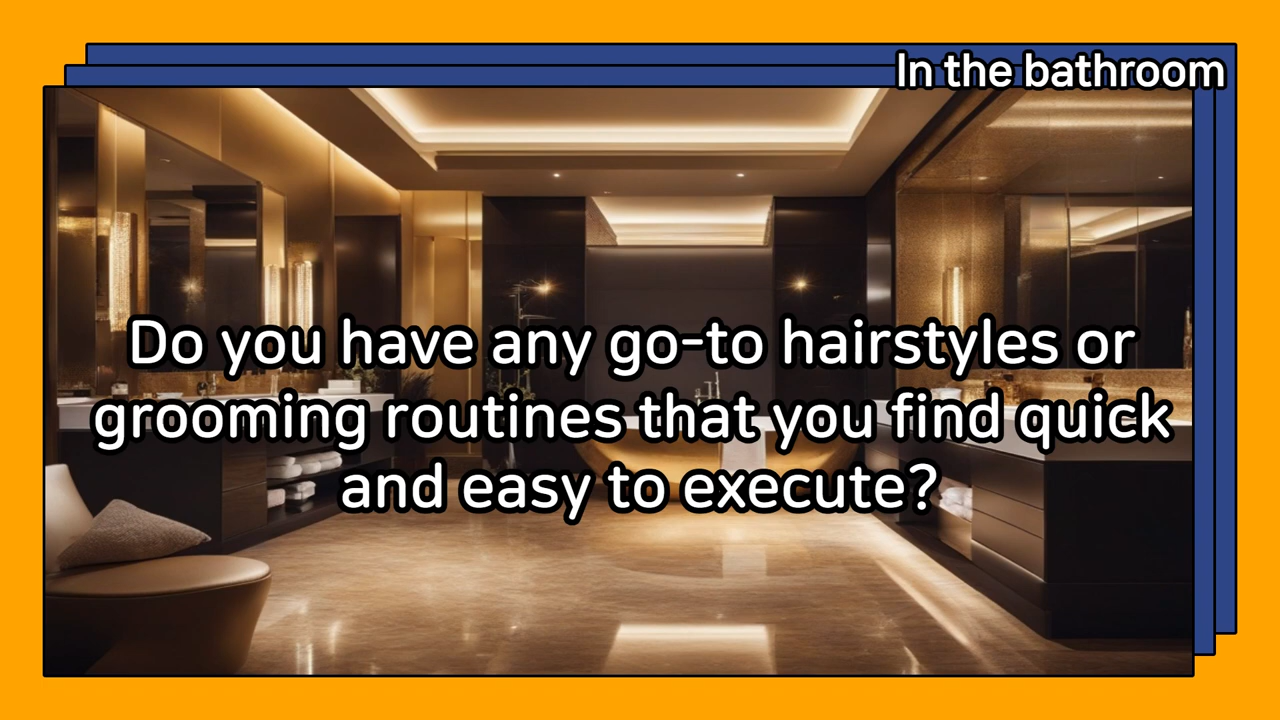 In the bathroom
Do you have any go-to hairstyles or
grooming routines that you find quick
and easy to execute?